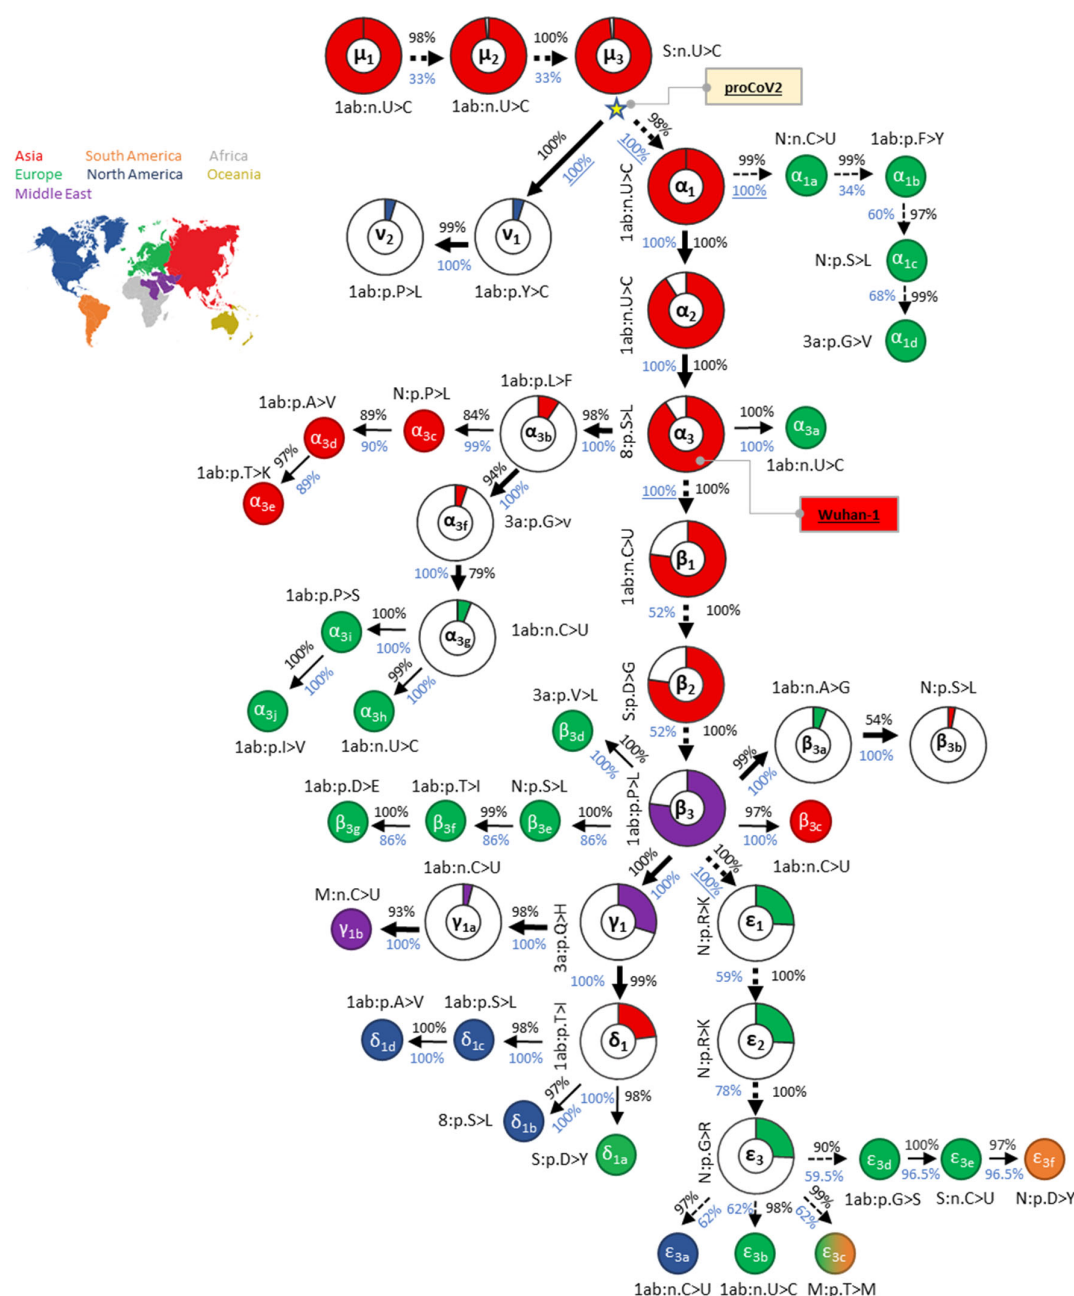 98%
100%
μ1
μ2
μ3
S:n.U>C
33%
33%
proCoV2
1ab:n.U>C
1ab:n.U>C
98%
100%
N:n.C>U
1ab:p.F>Y
Asia
South America
Africa
Europe
North America
Oceania
Middle East
100%
100%
1ab:n.U>C
α1
99%
100%
α1a
99%
34%
α1b
60%
97%
ν2
99%
100%
ν1
100%
100%
N:p.S>L
α1c
1ab:p.P>L
1ab:p.Y>C
1ab:n.U>C
α2
68%
99%
3a:p.G>V
α1d
100%
100%
1ab:p.L>F
N:p.P>L
1ab:p.A>V
89%
84%
98%
8:p.S>L
100%
α3d
90%
α3c
99%
α3b
100%
α3
100%
α3a
1ab:n.U>C
97%
89%
1ab:p.T>K
α3e
94%
100%
α3f
3a:p.G>v
100%
100%
Wuhan-1
1ab:n.C>U
β1
100%
79%
1ab:p.P>S
α3i
100%
100%
α3g
1ab:n.C>U
52%
100%
100%
100%
99%
100%
S:p.D>G
β2
α3j
α3h
1ab:p.I>V
1ab:n.U>C
3a:p.V>L
β3d
100%
100%
52%
100%
1ab:n.A>G
N:p.S>L
β3a
54%
100%
β3b
99%
100%
1ab:p.D>E
1ab:p.T>I
N:p.S>L
1ab:p.P>L
β3
β3g
100%
86%
β3f
99%
86%
β3e
100%
86%
97%
100%
β3c
1ab:n.C>U
1ab:n.C>U
100%
100%
100%
100%
M:n.C>U
γ1b
93%
100%
γ1a
98%
100%
3a:p.Q>H
γ1
N:p.R>K
ε1
100%
99%
59%
100%
1ab:p.A>V
1ab:p.S>L
δ1d
100%
100%
δ1c
98%
100%
1ab:p.T>I
δ1
N:p.R>K
ε2
97%
100%
100%
98%
78%
100%
8:p.S>L
δ1b
S:p.D>Y
δ1a
N:p.G>R
ε3
90%
59.5%
ε3d
100%
96.5%
ε3e
97%
96.5%
ε3f
1ab:p.G>S
S:n.C>U
N:p.D>Y
97%
62%
62%
98%
99%
62%
ε3a
ε3b
ε3c
1ab:n.C>U
1ab:n.U>C
M:p.T>M